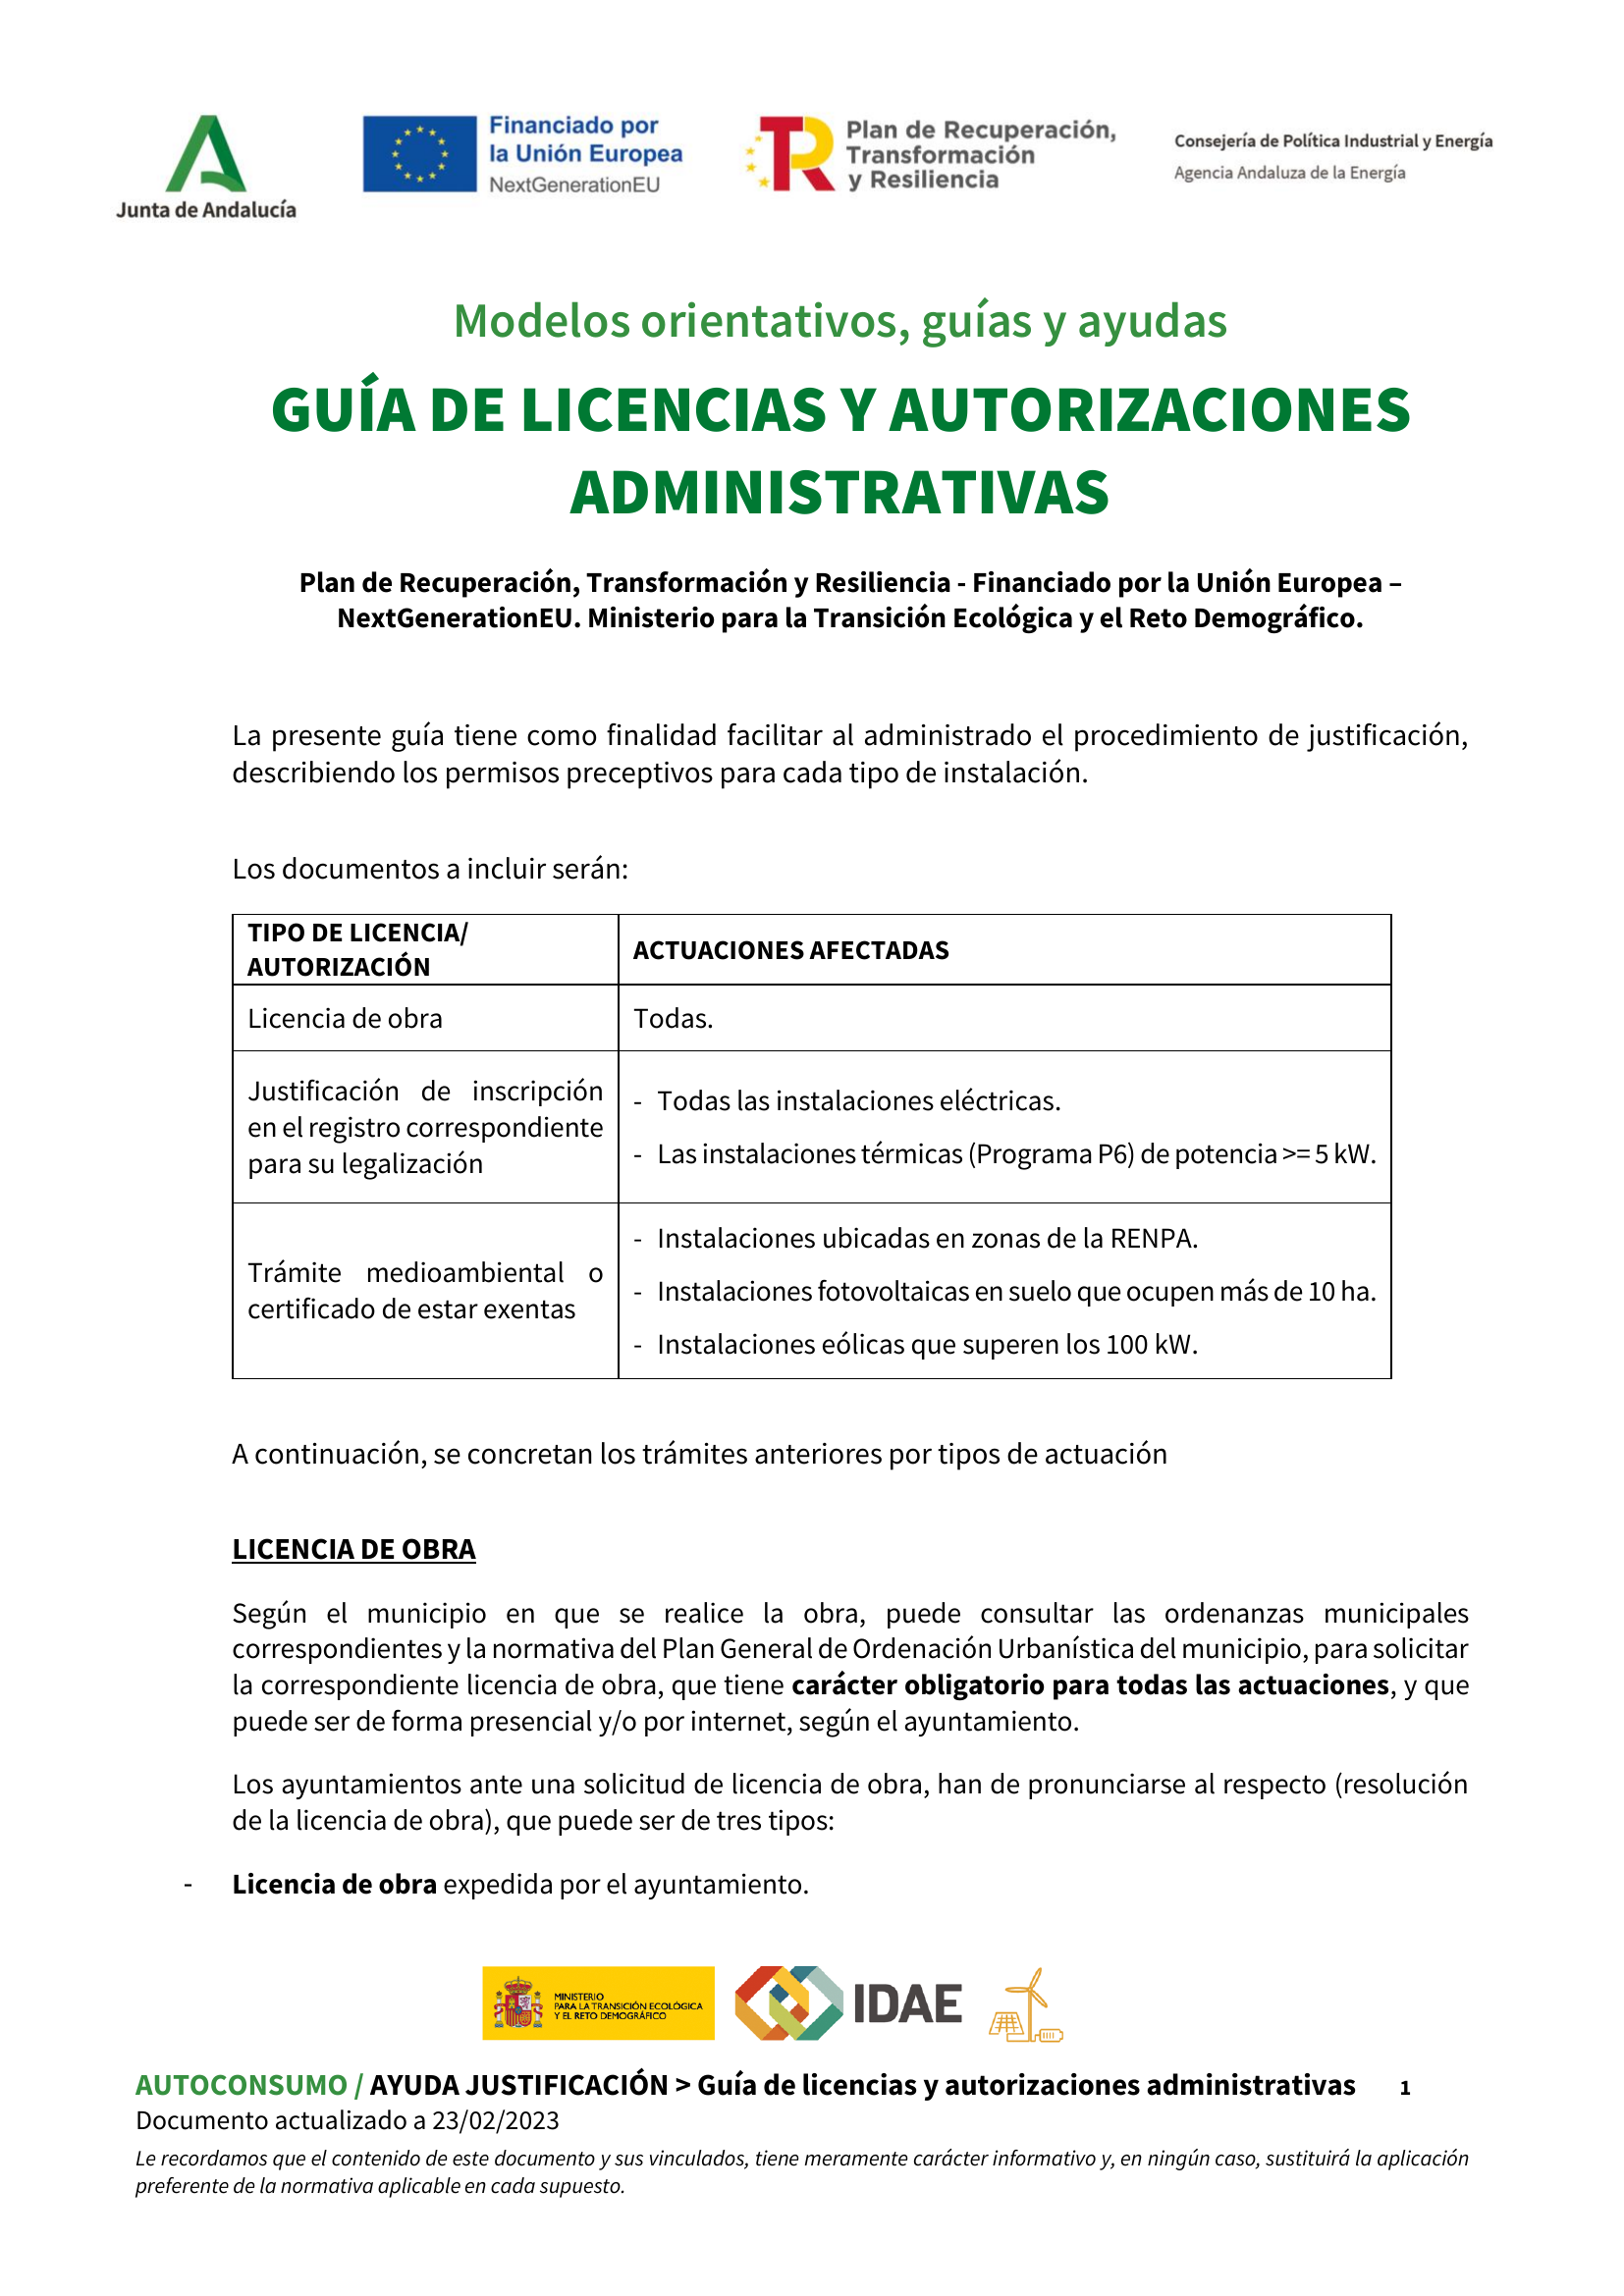 Junta de Andalucía
Financiado por
la Unión Europea
NextGenerationEU
Plan de Recuperación,
Transformación
y Resiliencia
Consejería de Política Industrial y Energía
Agencia Andaluza de la Energía
Modelos orientativos, guías y ayudas
GUÍA DE LICENCIAS Y AUTORIZACIONES
ADMINISTRATIVAS
Plan de Recuperación, Transformación y Resiliencia - Financiado por la Unión Europea –
NextGenerationEU. Ministerio para la Transición Ecológica y el Reto Demográfico.
La presente guía tiene como finalidad facilitar al administrado el procedimiento de justificación,
describiendo los permisos preceptivos para cada tipo de instalación.
Los documentos a incluir serán:
TIPO DE LICENCIA/
AUTORIZACIÓN
ACTUACIONES AFECTADAS
Licencia de obra
Todas.
Justificación de inscripción
en el registro correspondiente
para su legalización
- Todas las instalaciones eléctricas.
- Las instalaciones térmicas (Programa P6) de potencia >= 5 kW.
Trámite medioambiental o
certificado de estar exentas
- Instalaciones ubicadas en zonas de la RENPA.
- Instalaciones fotovoltaicas en suelo que ocupen más de 10 ha.
- Instalaciones eólicas que superen los 100 kW.
A continuación, se concretan los trámites anteriores por tipos de actuación
LICENCIA DE OBRA
Según el municipio en que se realice la obra, puede consultar las ordenanzas municipales
correspondientes y la normativa del Plan General de Ordenación Urbanística del municipio, para solicitar
la correspondiente licencia de obra, que tiene carácter obligatorio para todas las actuaciones, y que
puede ser de forma presencial y/o por internet, según el ayuntamiento.
Los ayuntamientos ante una solicitud de licencia de obra, han de pronunciarse al respecto (resolución
de la licencia de obra), que puede ser de tres tipos:
- Licencia de obra expedida por el ayuntamiento.
MINISTERIO
PARA LA TRANSICIÓN ECOLÓGICA
Y EL RETO DEMOGRÁFICO
IDAE
AUTOCONSUMO / AYUDA JUSTIFICACIÓN > Guía de licencias y autorizaciones administrativas 1
Documento actualizado a 23/02/2023
Le recordamos que el contenido de este documento y sus vinculados, tiene meramente carácter informativo y, en ningún caso, sustituirá la aplicación
preferente de la normativa aplicable en cada supuesto.